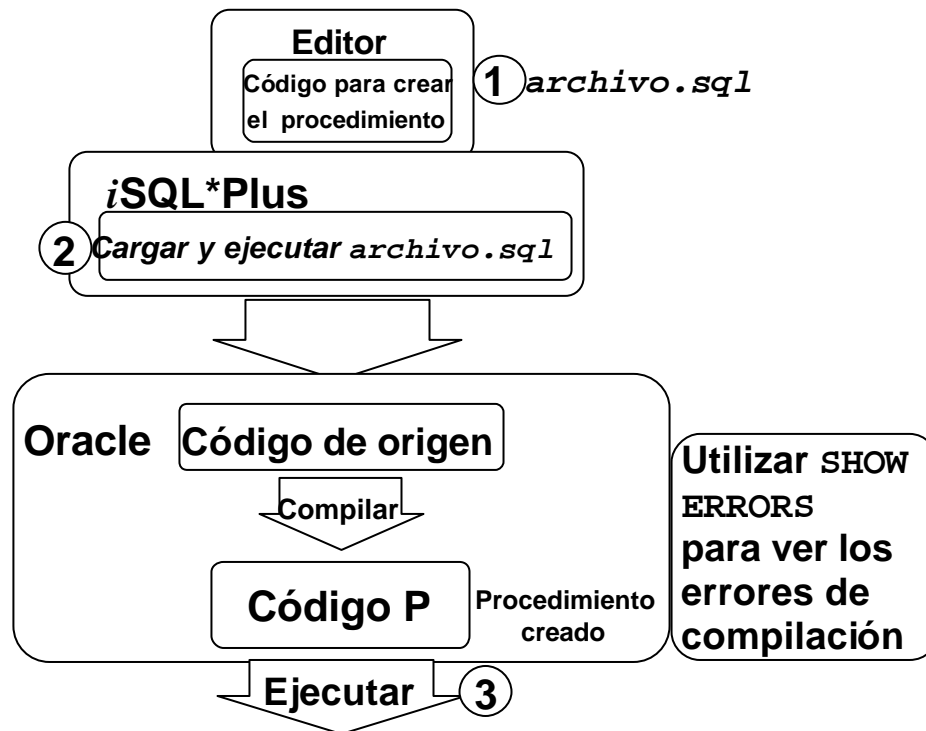 Editor
Código para crear
el procedimiento
1 archivo.sql
iSQL*Plus
2 Cargar y ejecutar archivo.sql
Oracle
Código de origen
Compilar
Código P
Procedimiento
creado
Utilizar SHOW
ERRORS
para ver los
errores de
compilación
Ejecutar 3